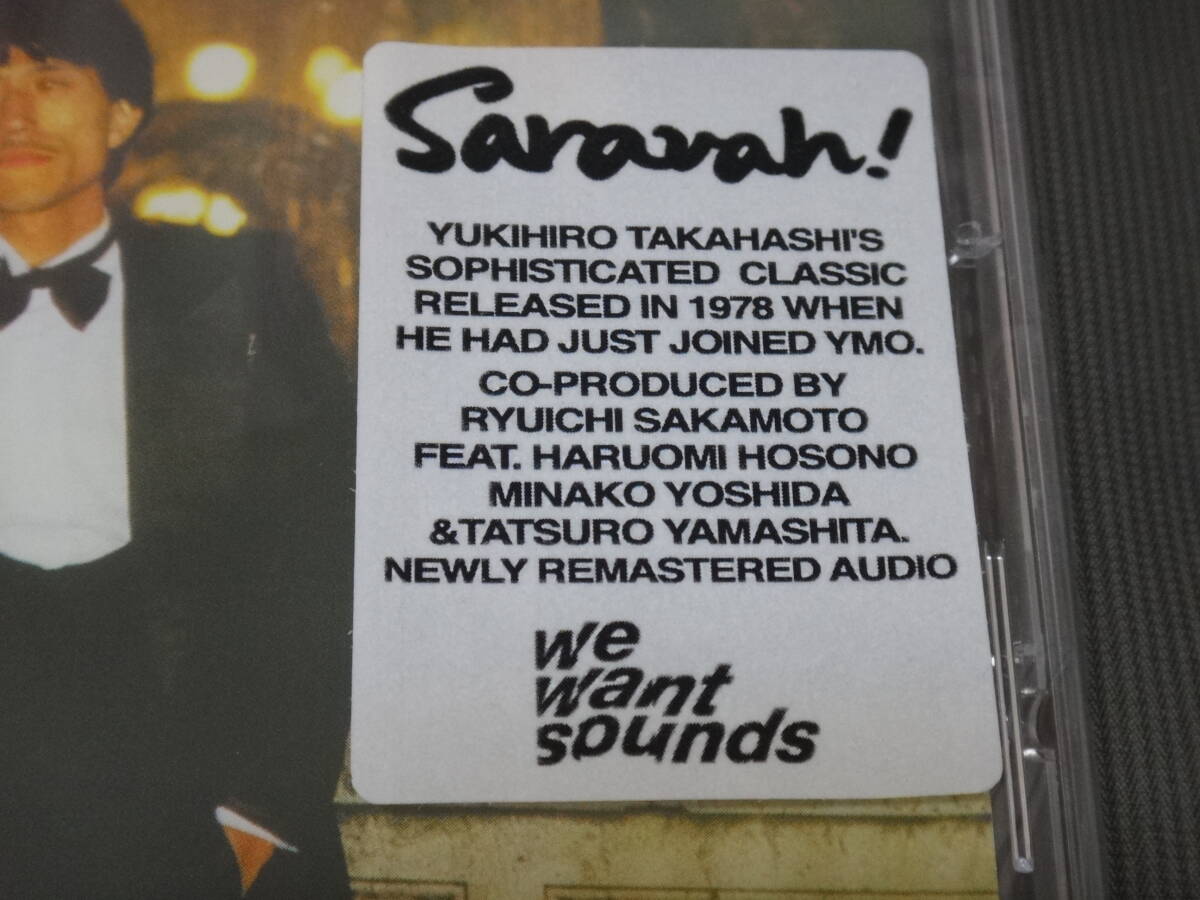 Saravah!
YUKIHIRO TAKAHASHI'S
SOPHISTICATED CLASSIC
RELEASED IN 1978 WHEN
HE HAD JUST JOINED YMO.
CO-PRODUCED BY
RYUICHI SAKAMOTO
FEAT. HARUOMI HOSONO
MINAKO YOSHIDA
&TATSURO YAMASHITA.
NEWLY REMASTERED AUDIO
we
want
sounds